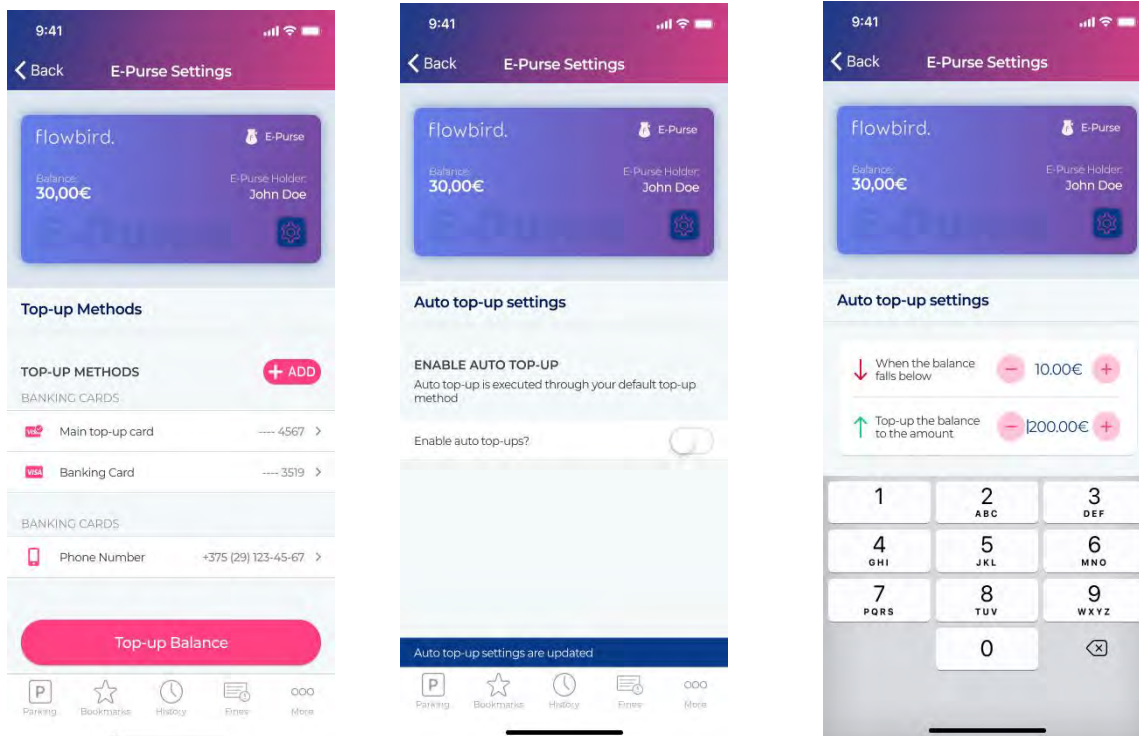 9:41
Back E-Purse Settings
flowbird. E-Purse
Balance: E-Purse Holder:
30,00€ John Doe
E-Purse
Top-up Methods
TOP-UP METHODS + ADD
BANKING CARDS
Main top-up card ---- 4567
VISA Banking Card ---- 3519
BANKING CARDS
Phone Number +375 (29) 123-45-67
Top-up Balance
P
Parking Bookmarks History Fines More
9:41
Back E-Purse Settings
flowbird. E-Purse
Balance: E-Purse Holder:
30,00€ John Doe
E-Purse
Auto top-up settings
ENABLE AUTO TOP-UP
Auto top-up is executed through your default top-up
method
Enable auto top-ups?
Auto top-up settings are updated
P
Parking Bookmarks History Fines More
9:41
Back E-Purse Settings
flowbird. E-Purse
Balance: E-Purse Holder:
30,00€ John Doe
E-Purse
Auto top-up settings
When the balance
falls below − 10.00€ +
Top-up the balance
to the amount − 200.00€ +
1 2 3
ABC DEF
4 5 6
GHI JKL MNO
7 8 9
PQRS TUV WXYZ
0